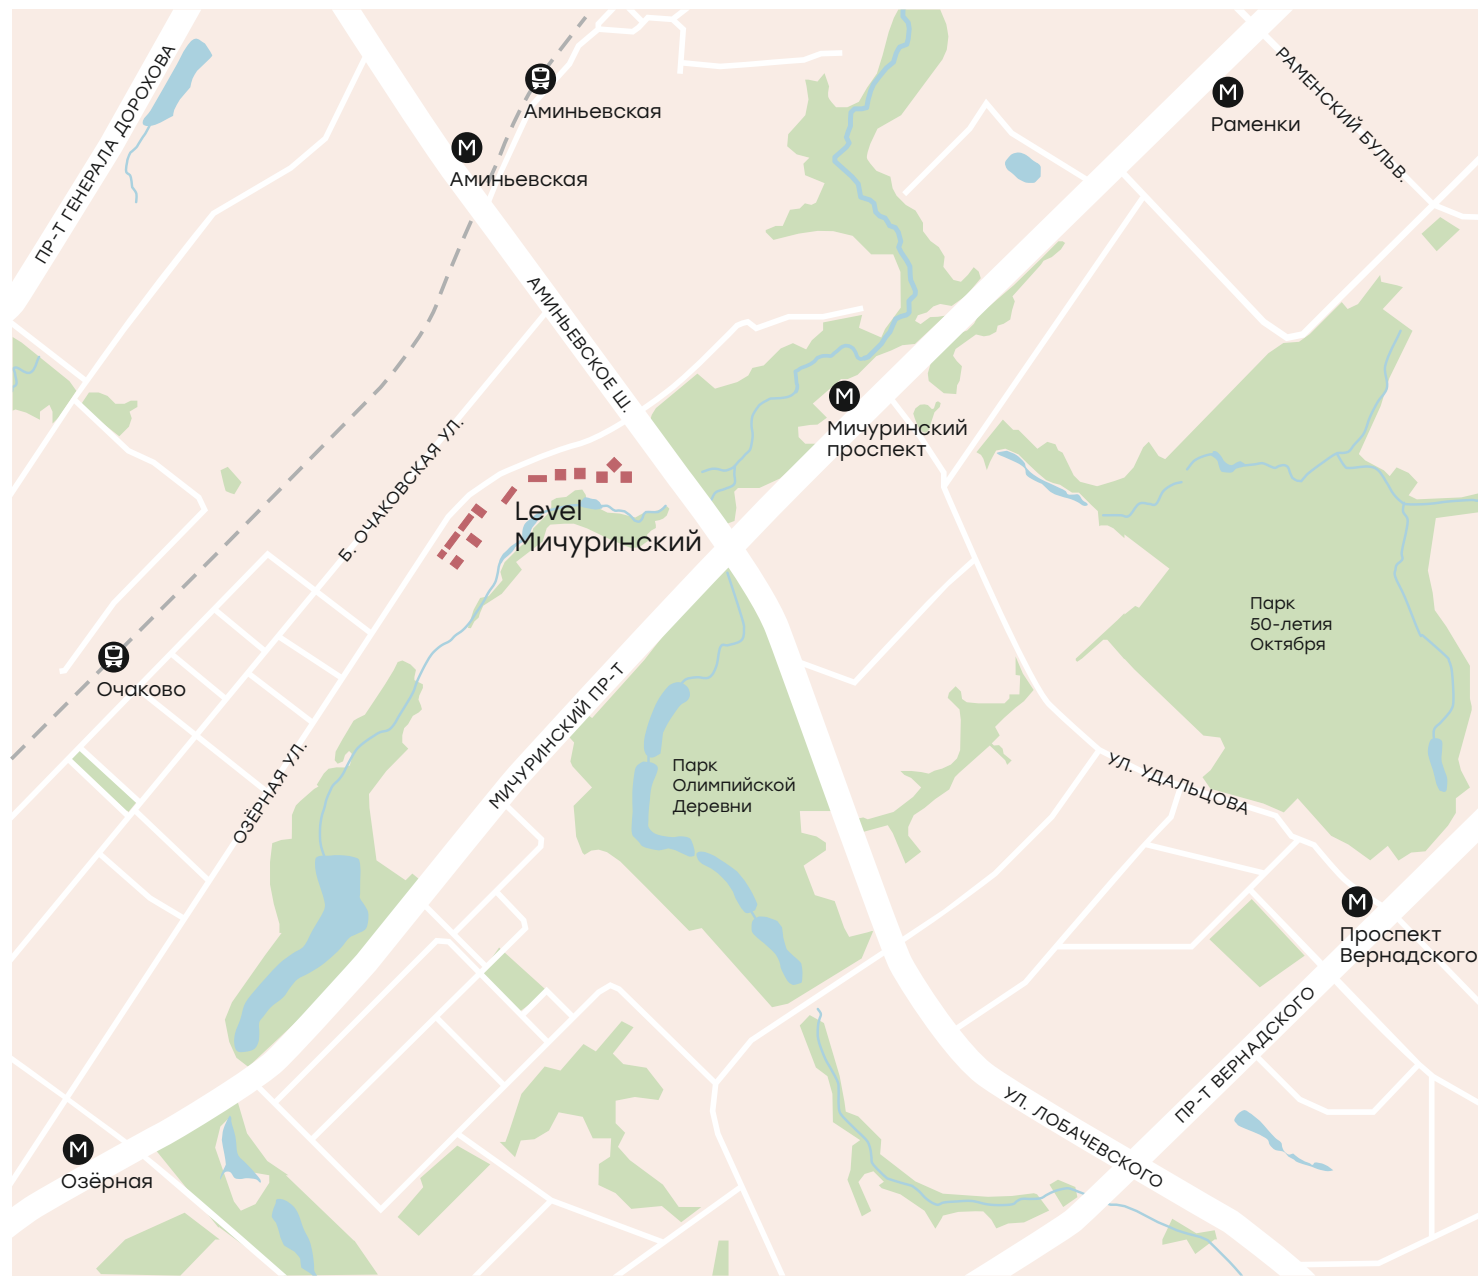 ПР-Т ГЕНЕРАЛА ДОРОХОВА
Аминьевская
М
Аминьевская
М
Раменки
РАМЕНСКИЙ БУЛЬВ.
АМИНЬЕВСКОЕ Ш.
М
Мичуринский
проспект
Б. ОЧАКОВСКАЯ УЛ.
Level
Мичуринский
Парк
50-летия
Октября
Очаково
МИЧУРИНСКИЙ ПР-Т
ОЗЁРНАЯ УЛ.
Парк
Олимпийской
Деревни
УЛ. УДАЛЬЦОВА
М
Проспект
Вернадского
ПР-Т ВЕРНАДСКОГО
УЛ. ЛОБАЧЕВСКОГО
М
Озёрная